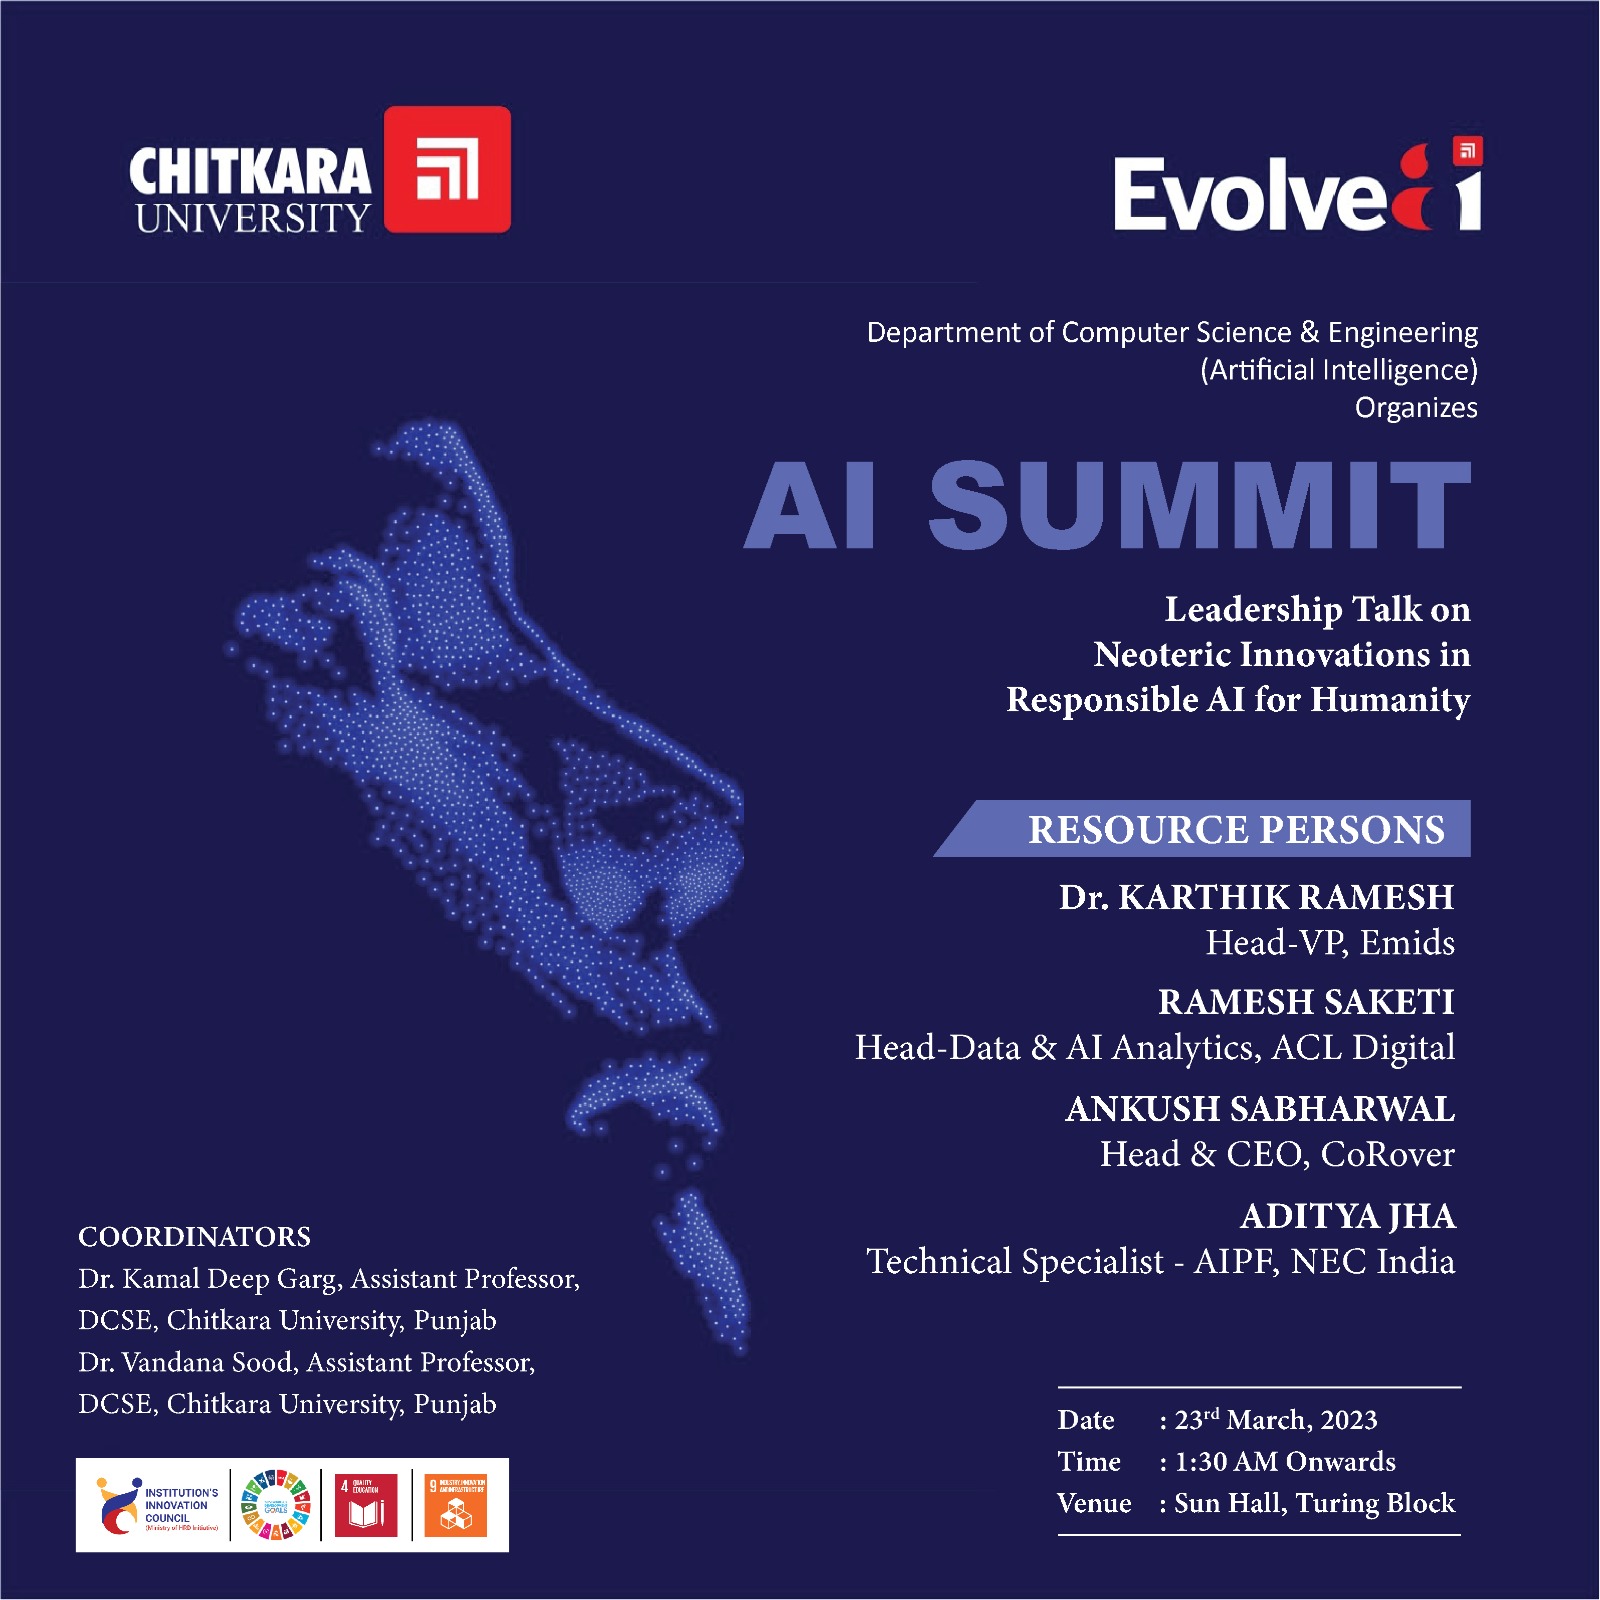 CHITKARA
UNIVERSITY
Evolve
Department of Computer Science & Engineering
(Artificial Intelligence)
Organizes
AI SUMMIT
Leadership Talk on
Neoteric Innovations in
Responsible AI for Humanity
RESOURCE PERSONS
Dr. KARTHIK RAMESH
Head-VP, Emids
RAMESH SAKETI
Head-Data & AI Analytics, ACL Digital
ANKUSH SABHARWAL
Head & CEO, CoRover
ADITYA JHA
Technical Specialist - AIPF, NEC India
COORDINATORS
Dr. Kamal Deep Garg, Assistant Professor,
DCSE, Chitkara University, Punjab
Dr. Vandana Sood, Assistant Professor,
DCSE, Chitkara University, Punjab
Date : 23rd March, 2023
Time : 1:30 AM Onwards
Venue : Sun Hall, Turing Block
INSTITUTION'S
INNOVATION
COUNCIL
(Ministry of HRD Initiative)
GOALS
4 QUALITY
EDUCATION
9 INDUSTRY, INNOVATION
AND INFRASTRUCTURE